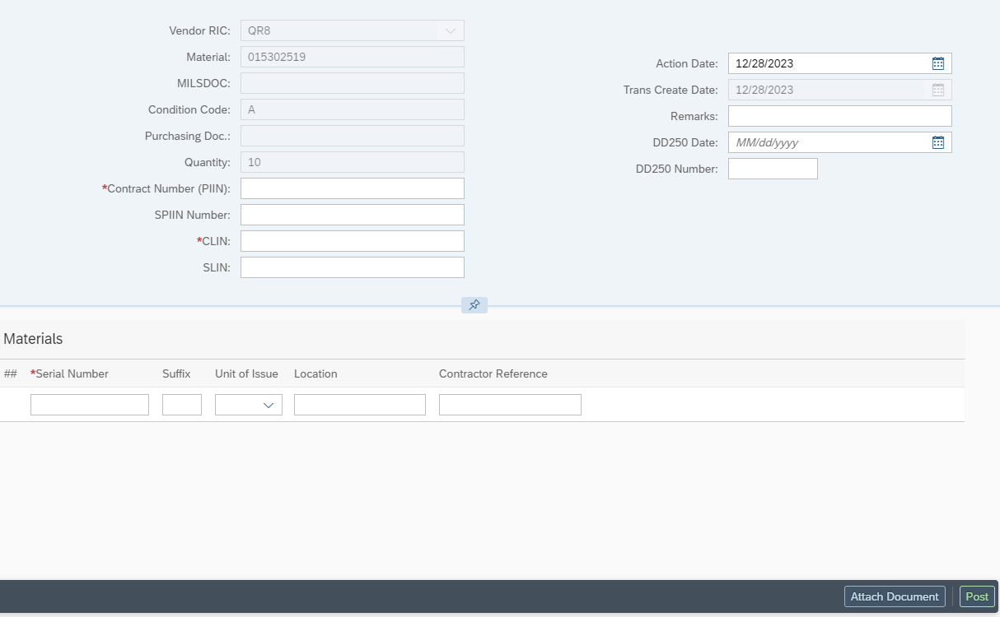 Vendor RIC: QR8
Material: 015302519
MILSDOC:
Condition Code: A
Purchasing Doc.:
Quantity: 10
*Contract Number (PIIN):
SPIIN Number:
*CLIN:
SLIN:
Action Date: 12/28/2023
Trans Create Date: 12/28/2023
Remarks:
DD250 Date: MM/dd/yyyy
DD250 Number:
Materials
## *Serial Number Suffix Unit of Issue Location Contractor Reference
Attach Document Post